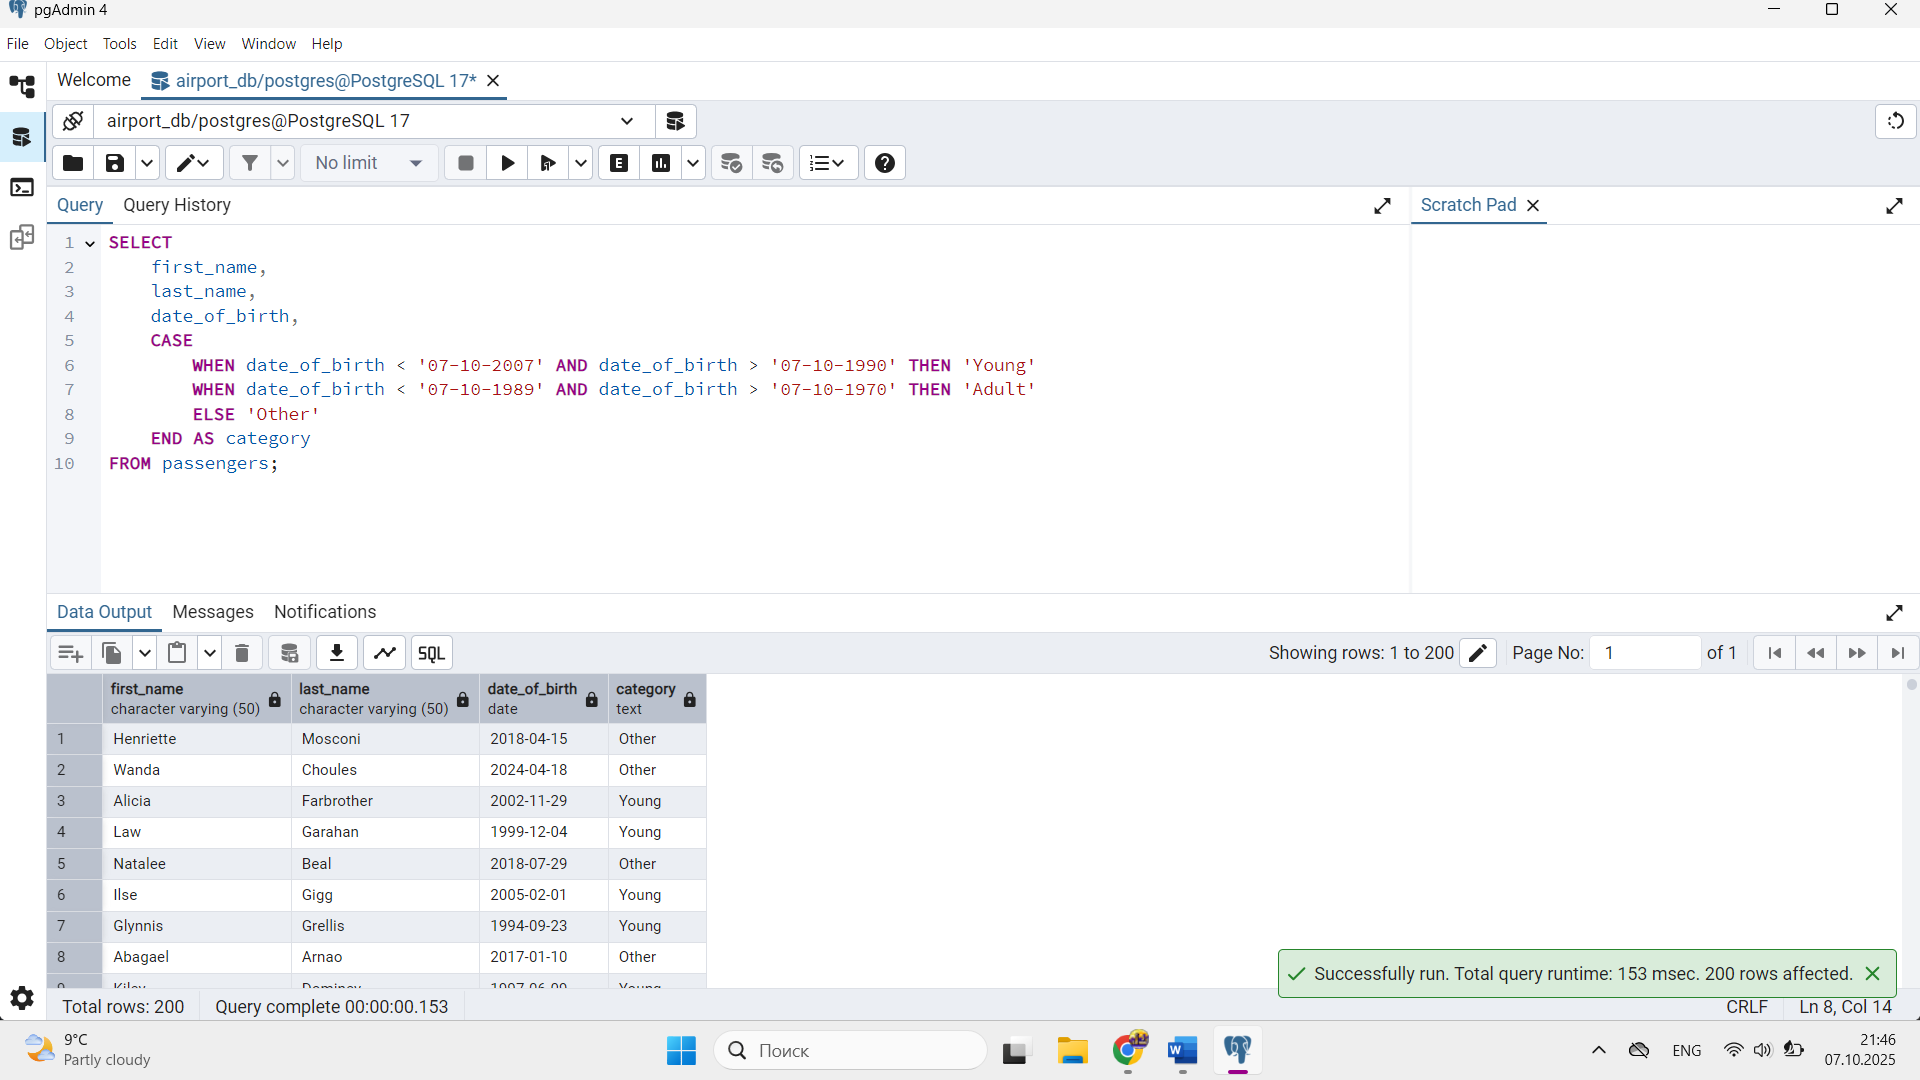 pgAdmin 4
File Object Tools Edit View Window Help
Welcome airport_db/postgres@PostgreSQL 17*
airport_db/postgres@PostgreSQL 17
No limit
E
Query Query History
Scratch Pad
1 SELECT
2 first_name,
3 last_name,
4 date_of_birth,
5 CASE
6 WHEN date_of_birth < '07-10-2007' AND date_of_birth > '07-10-1990' THEN 'Young'
7 WHEN date_of_birth < '07-10-1989' AND date_of_birth > '07-10-1970' THEN 'Adult'
8 ELSE 'Other'
9 END AS category
10 FROM passengers;
Data Output Messages Notifications
SQL
Showing rows: 1 to 200 Page No: 1 of 1
first_name last_name date_of_birth category
character varying (50) character varying (50) date text
1 Henriette Mosconi 2018-04-15 Other
2 Wanda Choules 2024-04-18 Other
3 Alicia Farbrother 2002-11-29 Young
4 Law Garahan 1999-12-04 Young
5 Natalee Beal 2018-07-29 Other
6 Ilse Gigg 2005-02-01 Young
7 Glynnis Grellis 1994-09-23 Young
8 Abagael Arnao 2017-01-10 Other
Successfully run. Total query runtime: 153 msec. 200 rows affected.
Total rows: 200 Query complete 00:00:00.153
CRLF Ln 8, Col 14
9°C
Partly cloudy
Поиск
ENG
21:46
07.10.2025